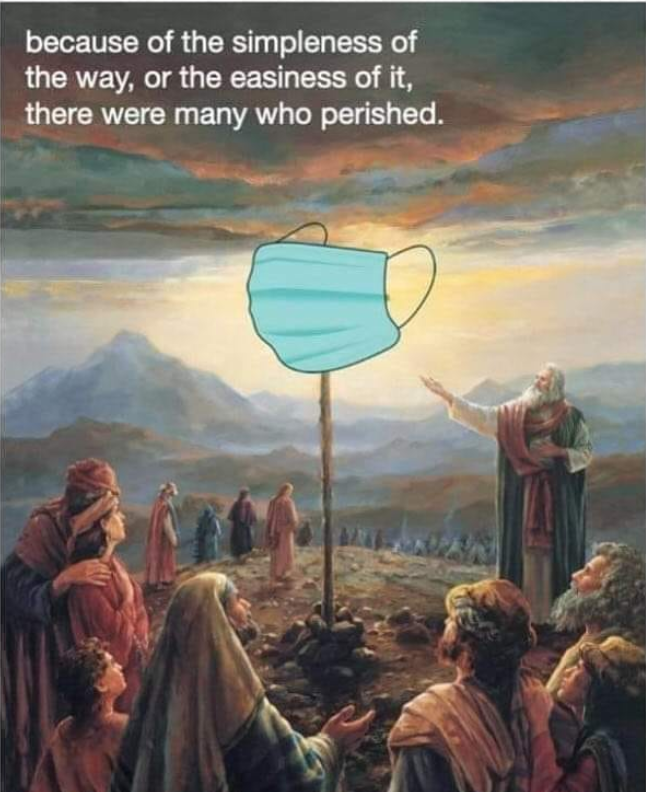 because of the simpleness of
the way, or the easiness of it,
there were many who perished.